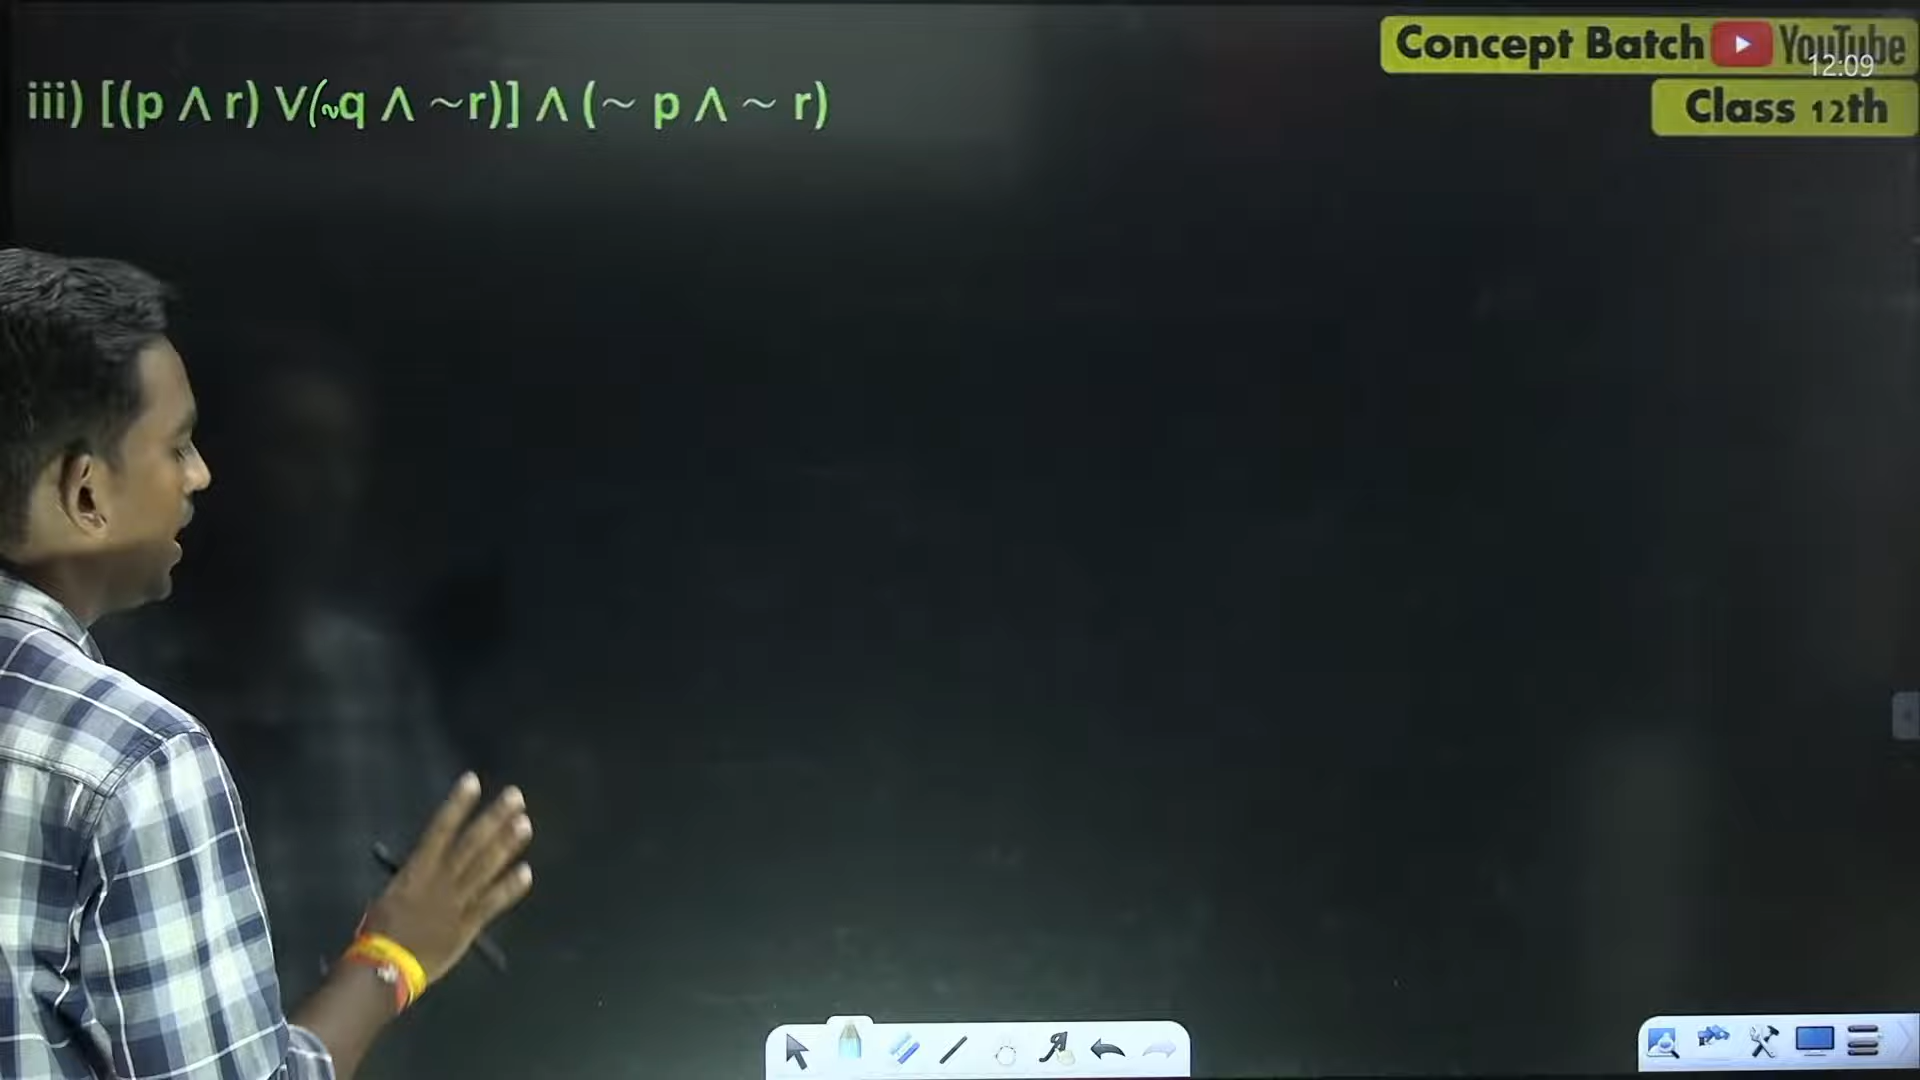 Concept Batch YouTube
12:09
Class 12th
iii) [(p ∧ r) ∨(~q ∧ ~r)] ∧ (~ p ∧ ~ r)